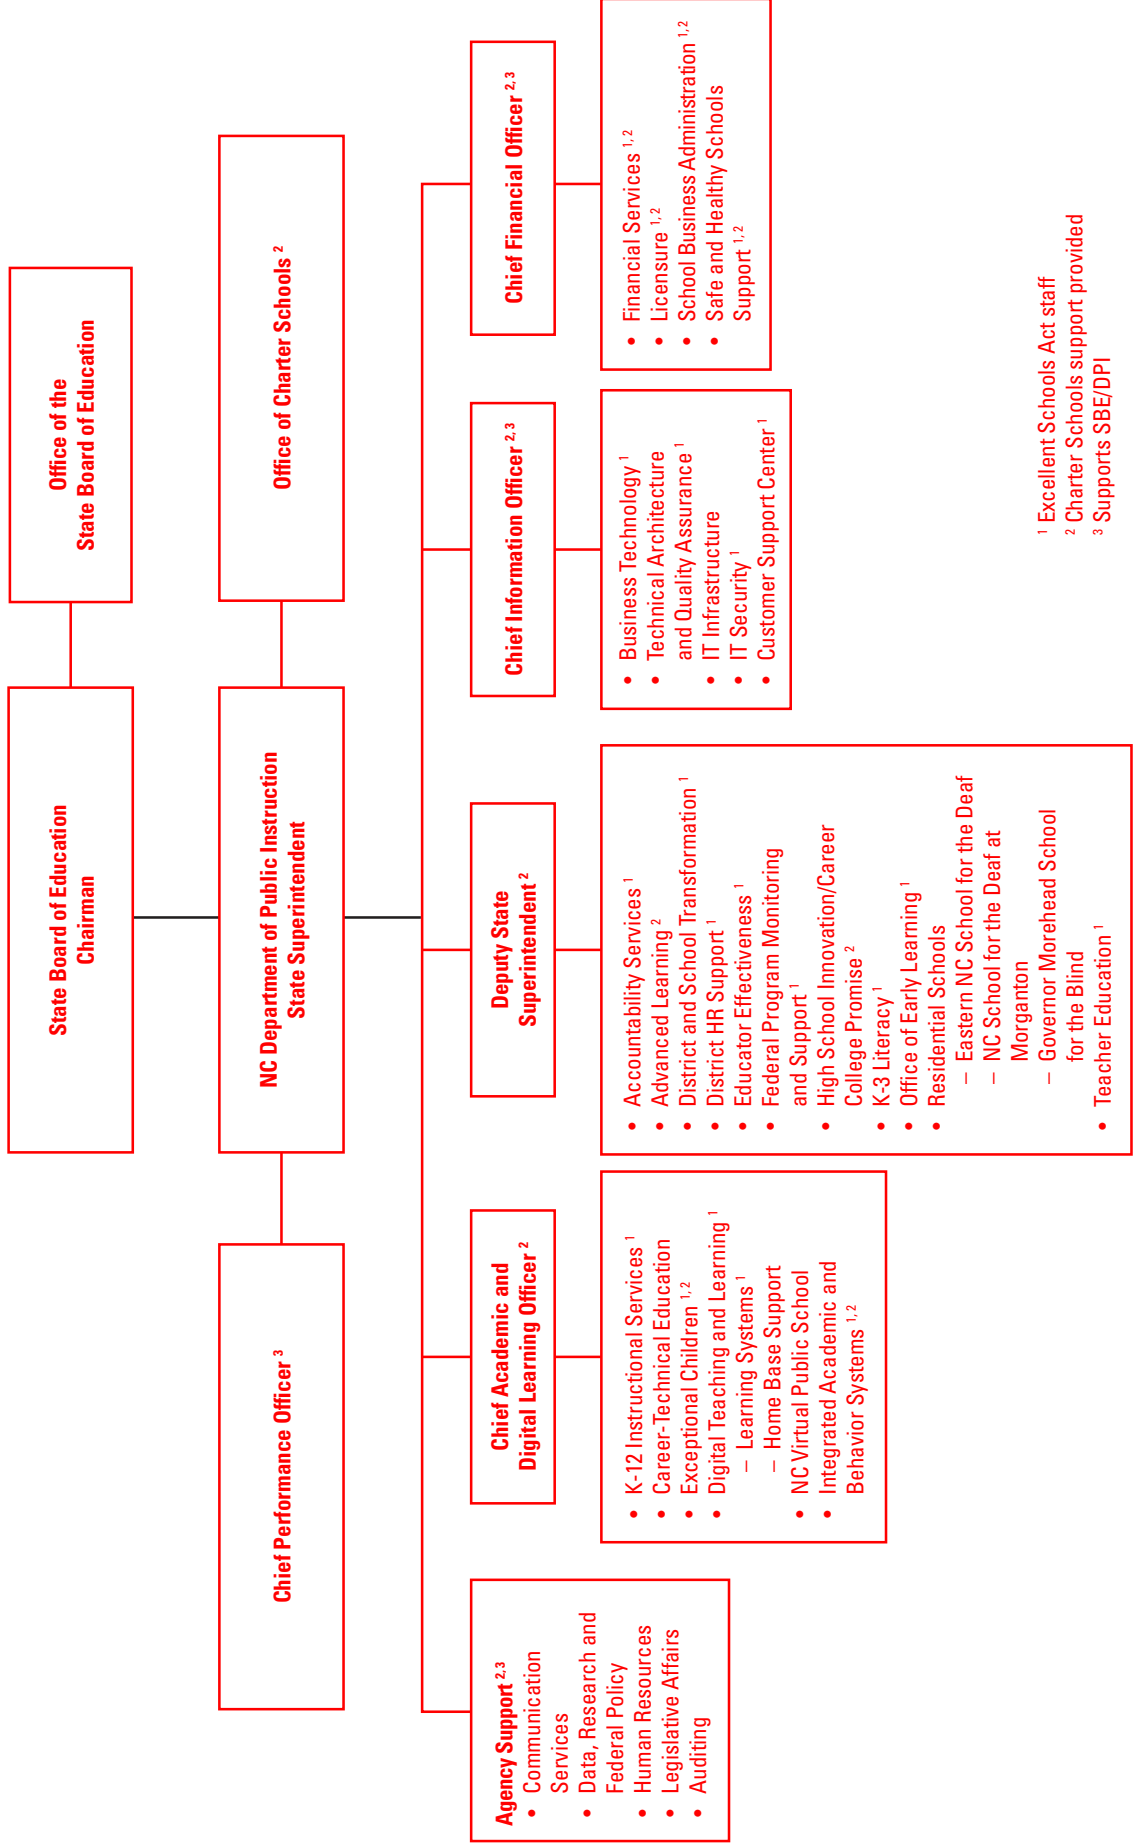 State Board of Education
Chairman
Office of the
State Board of Education
Chief Performance Officer 3
NC Department of Public Instruction
State Superintendent
Office of Charter Schools 2
Agency Support 2,3
• Communication
Services
• Data, Research and
Federal Policy
• Human Resources
• Legislative Affairs
• Auditing
Chief Academic and
Digital Learning Officer 2
• K-12 Instructional Services 1
• Career-Technical Education
• Exceptional Children 1,2
• Digital Teaching and Learning 1
– Learning Systems 1
– Home Base Support
• NC Virtual Public School
• Integrated Academic and
Behavior Systems 1,2
Deputy State
Superintendent 2
• Accountability Services 1
• Advanced Learning 2
• District and School Transformation 1
• District HR Support 1
• Educator Effectiveness 1
• Federal Program Monitoring
and Support 1
• High School Innovation/Career
College Promise 2
• K-3 Literacy 1
• Office of Early Learning 1
• Residential Schools
– Eastern NC School for the Deaf
– NC School for the Deaf at
Morganton
– Governor Morehead School
for the Blind
• Teacher Education 1
Chief Information Officer 2,3
• Business Technology 1
• Technical Architecture
and Quality Assurance 1
• IT Infrastructure
• IT Security 1
• Customer Support Center 1
Chief Financial Officer 2,3
• Financial Services 1,2
• Licensure 1,2
• School Business Administration 1,2
• Safe and Healthy Schools
Support 1,2
1 Excellent Schools Act staff
2 Charter Schools support provided
3 Supports SBE/DPI